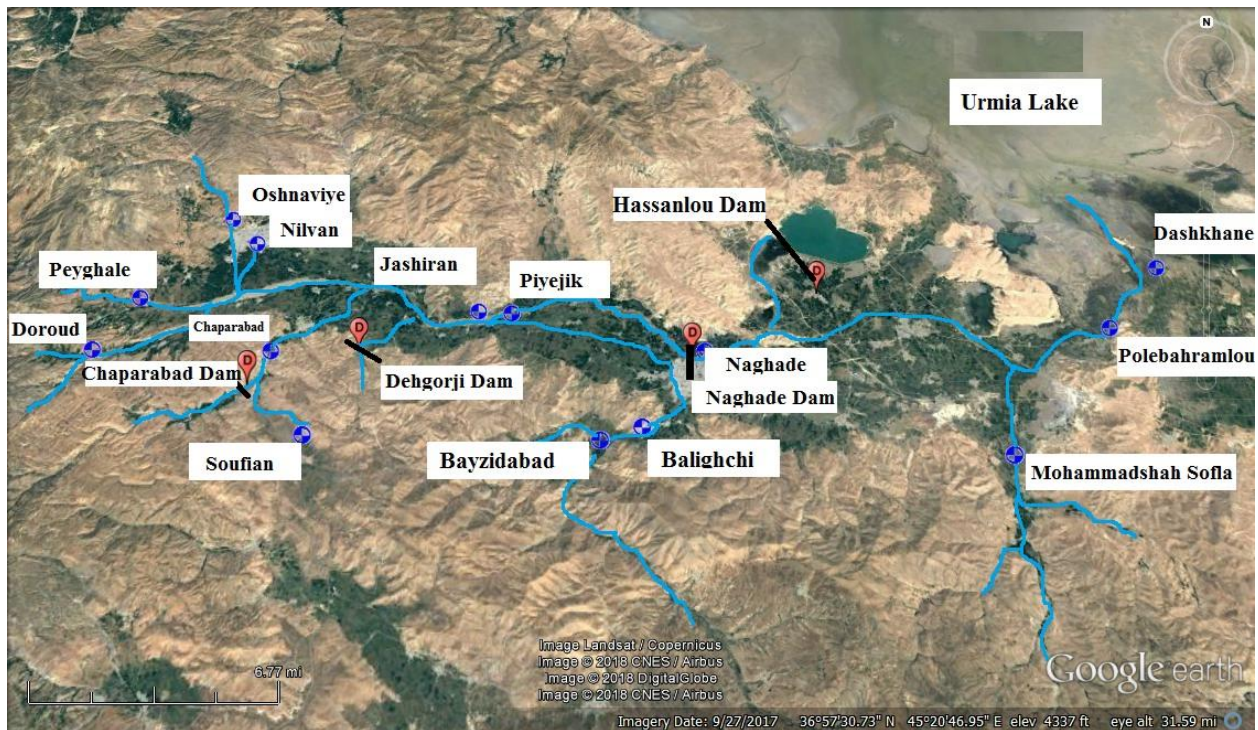 N
Urmia Lake
Oshnaviye
Nilvan
Hassanlou Dam
D
Dashkhane
Peyghale
Jashiran
Piyejik
Doroud
Chaparabad
D
D
D
Polebahramlou
Chaparabad Dam
Dehgorji Dam
Naghade
Naghade Dam
Soufian
Bayzidabad
Balighchi
Mohammadshah Sofla
Image Landsat / Copernicus
Image © 2018 CNES / Airbus
Image © 2018 DigitalGlobe
Image © 2018 CNES / Airbus
6.77 mi
Google earth
Imagery Date: 9/27/2017 36°57'30.73" N 45°20'46.95" E elev 4337 ft eye alt 31.59 mi